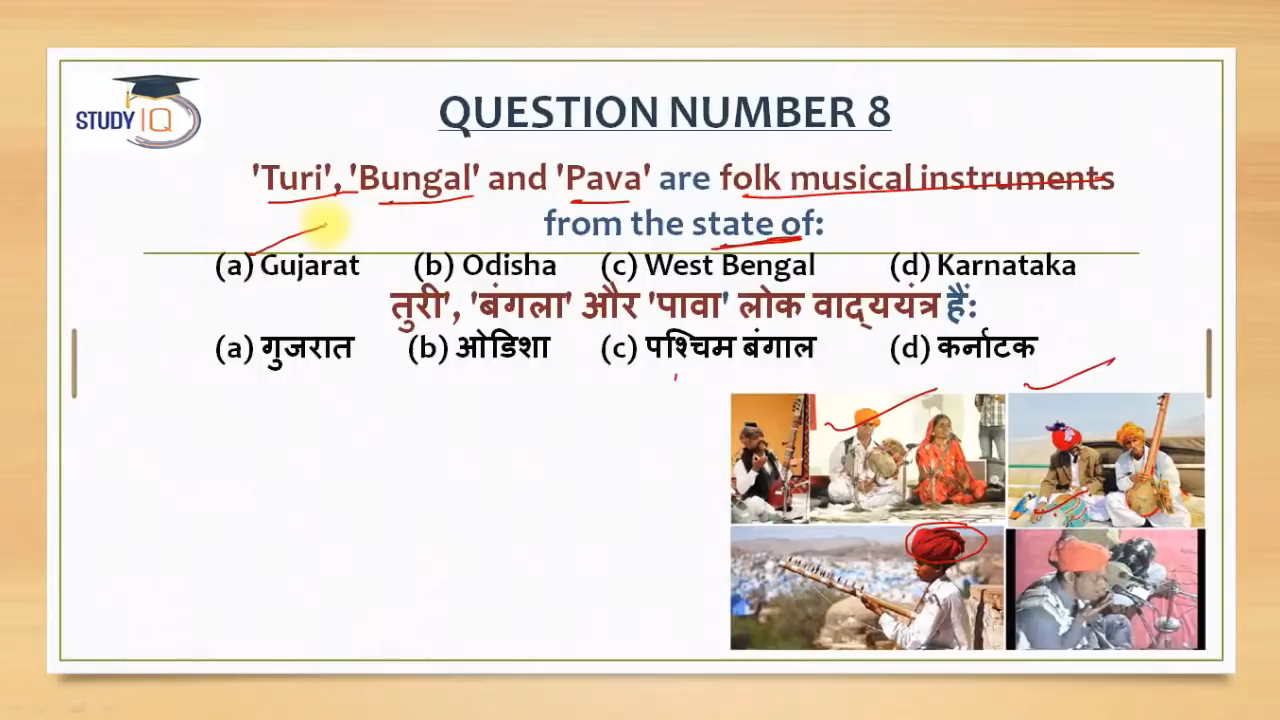 STUDY IQ
QUESTION NUMBER 8
'Turi', 'Bungal' and 'Pava' are folk musical instruments
from the state of:
(a) Gujarat (b) Odisha (c) West Bengal (d) Karnataka
तुरी', 'बंगला' और 'पावा' लोक वाद्ययंत्र हैं:
(a) गुजरात (b) ओडिशा (c) पश्चिम बंगाल (d) कर्नाटक